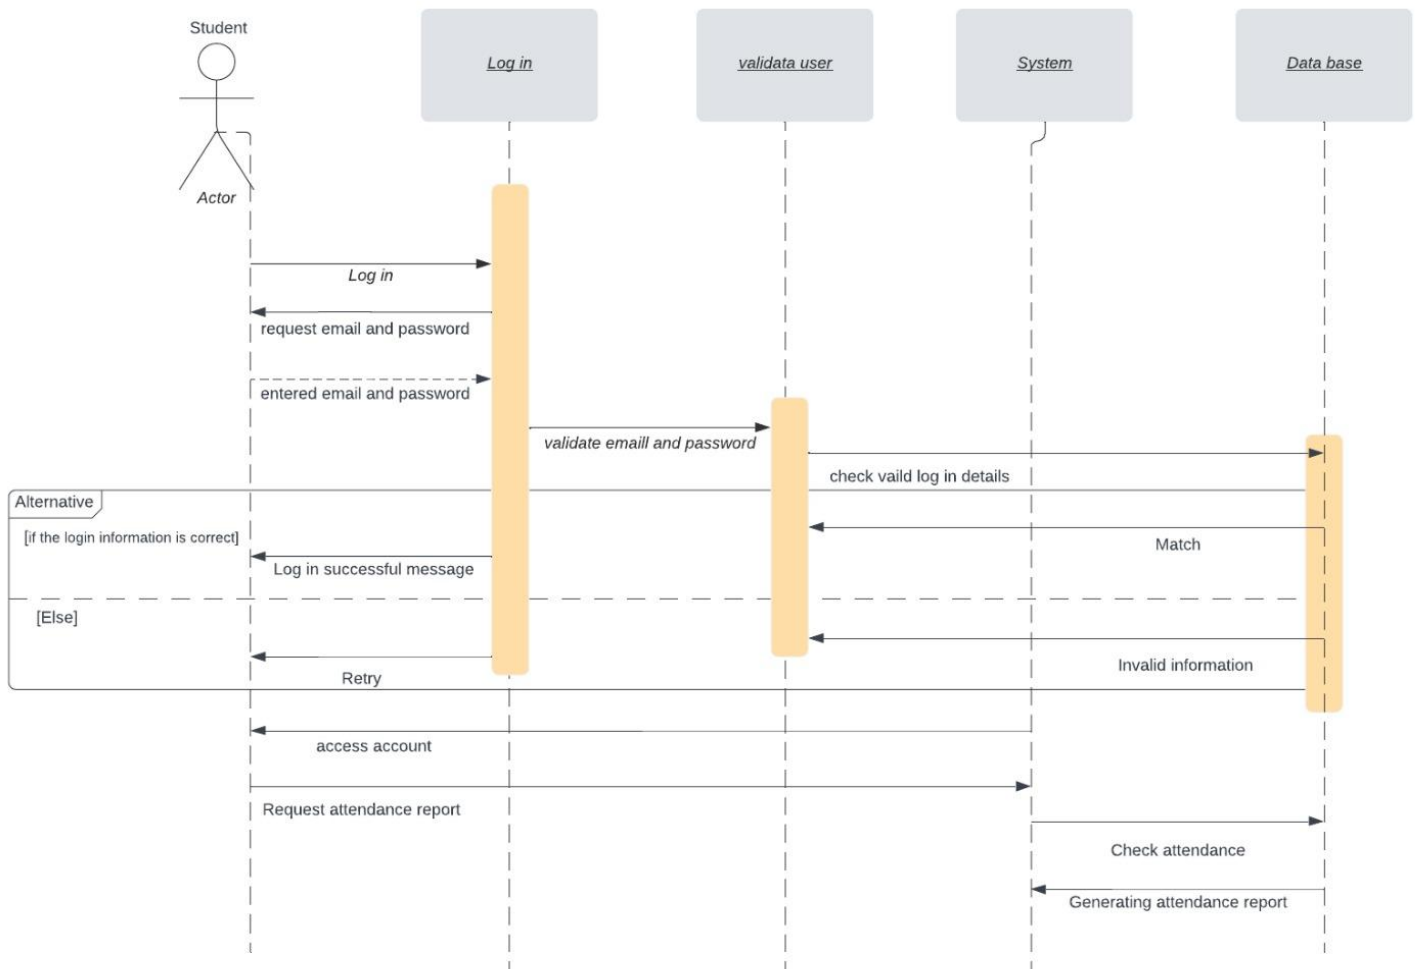 Student
Log in
validata user
System
Data base
Actor
Log in
request email and password
entered email and password
validate emaill and password
check vaild log in details
Alternative
[if the login information is correct]
Match
Log in successful message
[Else]
Invalid information
Retry
access account
Request attendance report
Check attendance
Generating attendance report